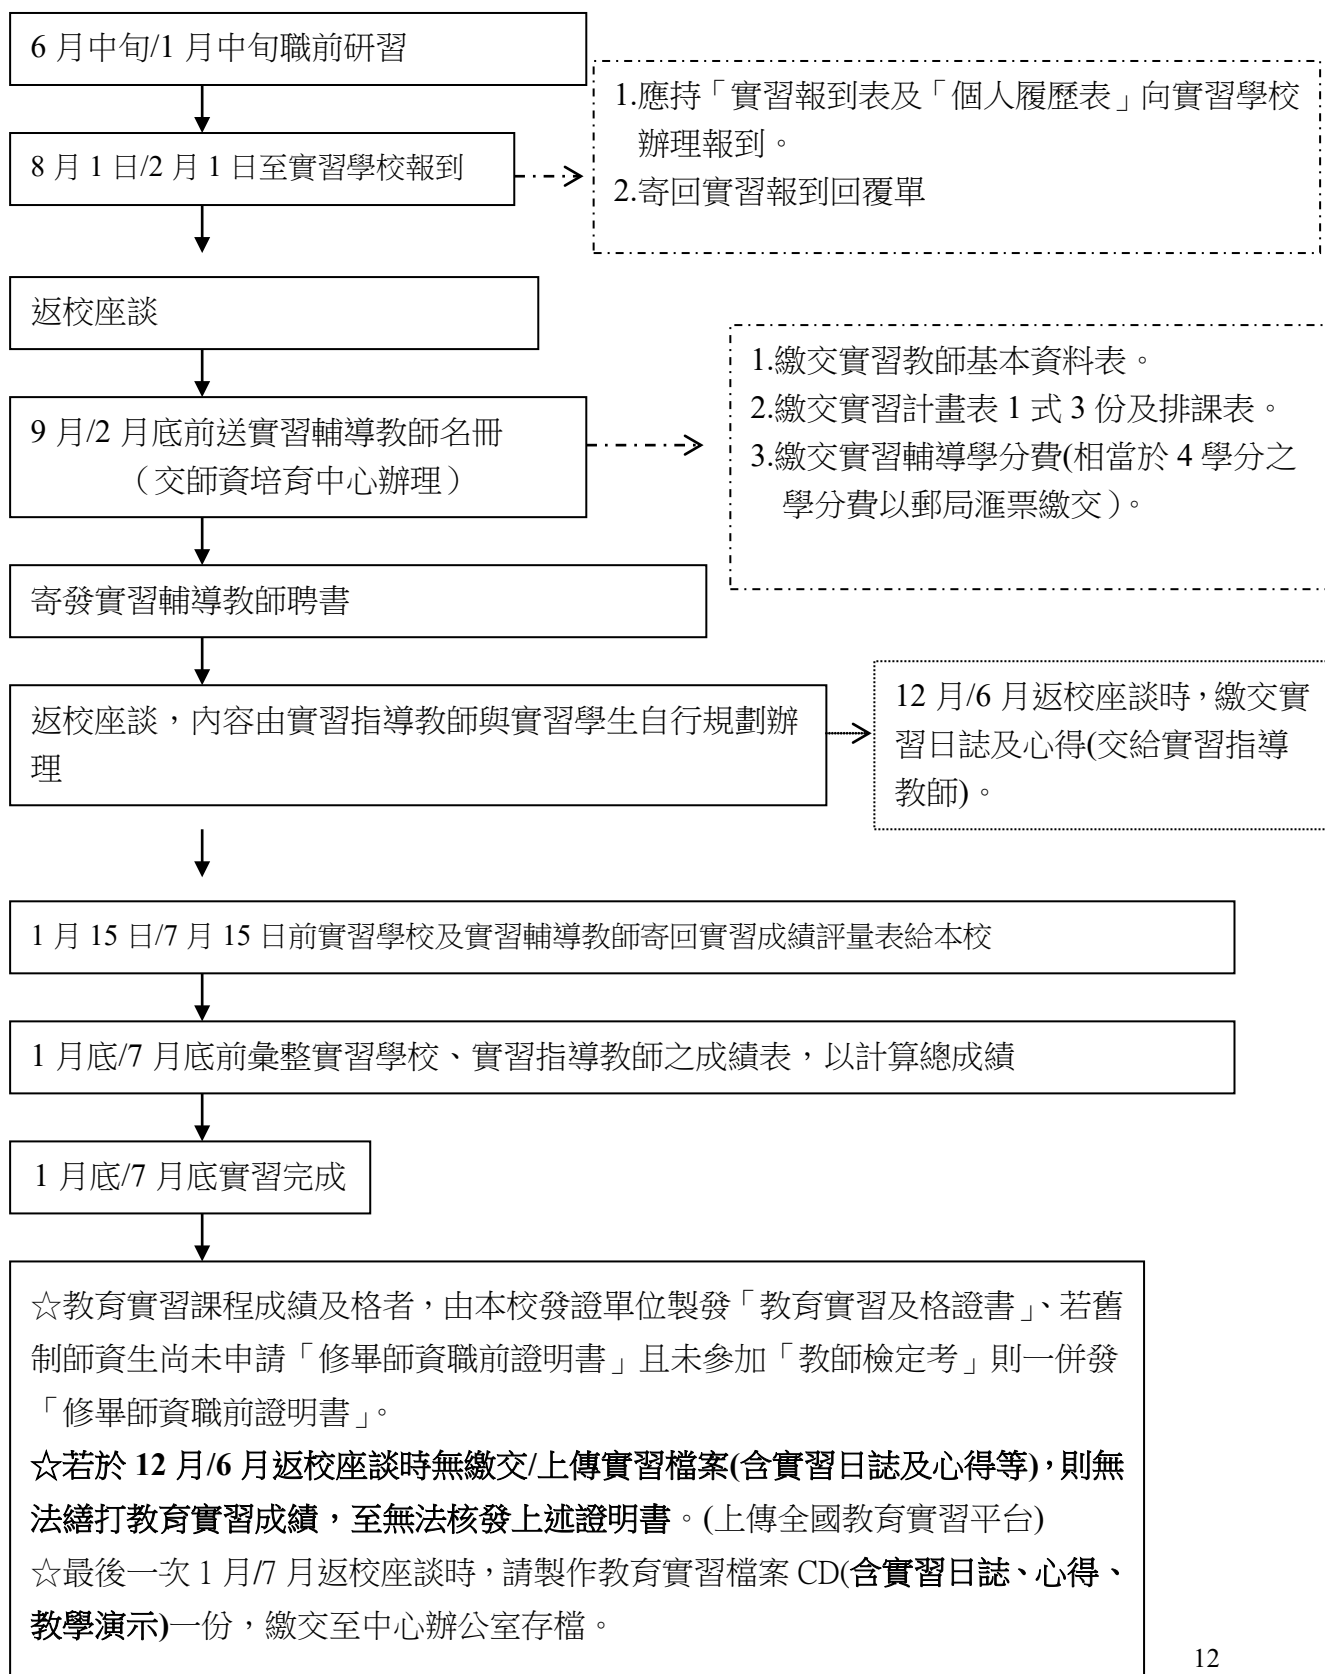 6 月中旬/1 月中旬職前研習
1.應持「實習報到表及「個人履歷表」向實習學校
辦理報到。
2.寄回實習報到回覆單
8 月 1 日/2 月 1 日至實習學校報到
返校座談
1.繳交實習教師基本資料表。
2.繳交實習計畫表 1 式 3 份及排課表。
3.繳交實習輔導學分費(相當於 4 學分之
學分費以郵局滙票繳交）。
9 月/2 月底前送實習輔導教師名冊
（交師資培育中心辦理）
寄發實習輔導教師聘書
返校座談，內容由實習指導教師與實習學生自行規劃辦
理
12 月/6 月返校座談時，繳交實
習日誌及心得(交給實習指導
教師)。
1 月 15 日/7 月 15 日前實習學校及實習輔導教師寄回實習成績評量表給本校
1 月底/7 月底前彙整實習學校、實習指導教師之成績表，以計算總成績
1 月底/7 月底實習完成
☆教育實習課程成績及格者，由本校發證單位製發「教育實習及格證書」、若舊
制師資生尚未申請「修畢師資職前證明書」且未參加「教師檢定考」則一併發
「修畢師資職前證明書」。
☆若於 12 月/6 月返校座談時無繳交/上傳實習檔案(含實習日誌及心得等)，則無
法繕打教育實習成績，至無法核發上述證明書。(上傳全國教育實習平台)
☆最後一次 1 月/7 月返校座談時，請製作教育實習檔案 CD(含實習日誌、心得、
教學演示)一份，繳交至中心辦公室存檔。
12